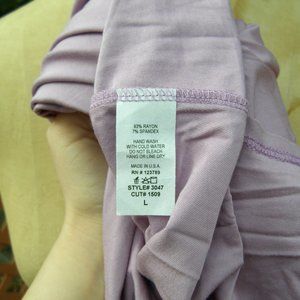 93% RAYON
7% SPANDEX
HAND WASH
WITH COLD WATER
DO NOT BLEACH
HANG OR LINE DRY
MADE IN U.S.A.
RN # 123789
STYLE# 3047
CUT# 1509
L